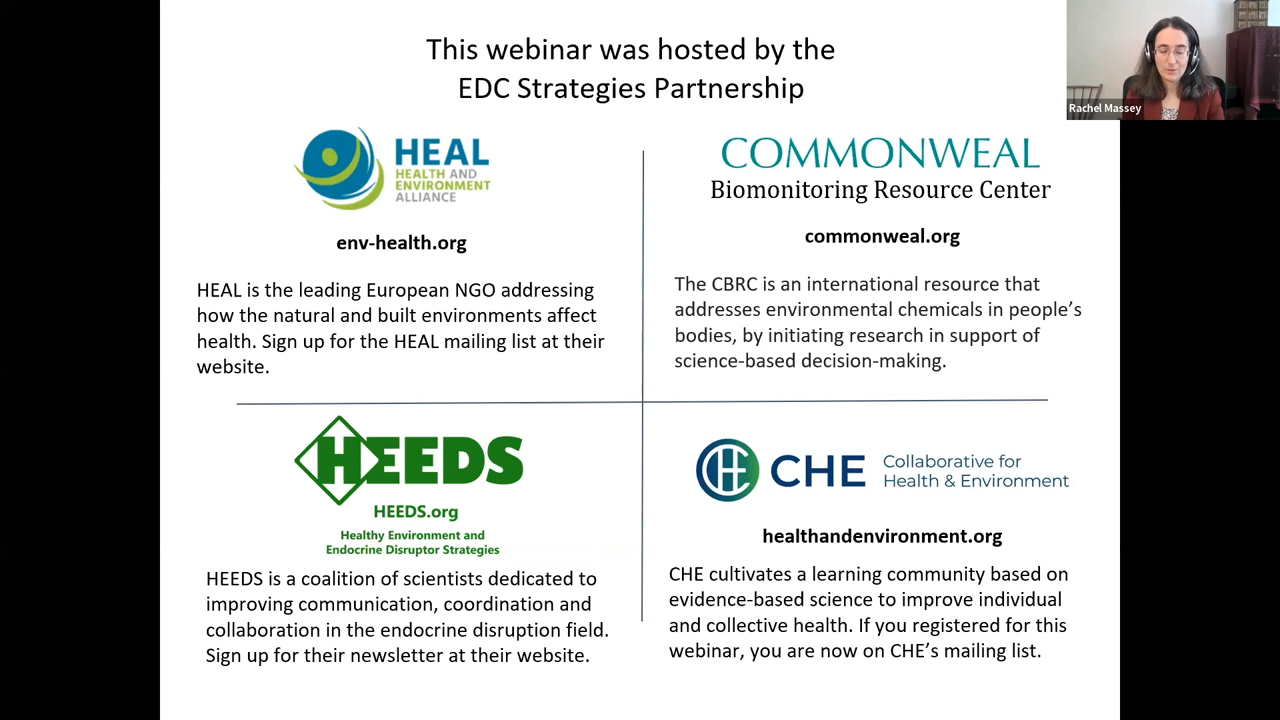 This webinar was hosted by the
EDC Strategies Partnership
Rachel Massey
HEAL
HEALTH AND
ENVIRONMENT
ALLIANCE
env-health.org
HEAL is the leading European NGO addressing
how the natural and built environments affect
health. Sign up for the HEAL mailing list at their
website.
COMMONWEAL
Biomonitoring Resource Center
commonweal.org
The CBRC is an international resource that
addresses environmental chemicals in people's
bodies, by initiating research in support of
science-based decision-making.
HEEDS
HEEDS.org
Healthy Environment and
Endocrine Disruptor Strategies
HEEDS is a coalition of scientists dedicated to
improving communication, coordination and
collaboration in the endocrine disruption field.
Sign up for their newsletter at their website.
CHE
CHE
Collaborative for
Health & Environment
healthandenvironment.org
CHE cultivates a learning community based on
evidence-based science to improve individual
and collective health. If you registered for this
webinar, you are now on CHE's mailing list.